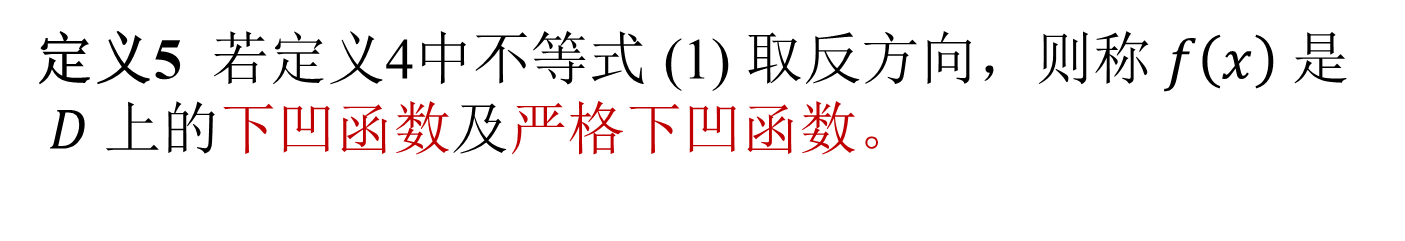 定义5 若定义4中不等式 (1) 取反方向，则称 f(x) 是
D 上的下凹函数及严格下凹函数。